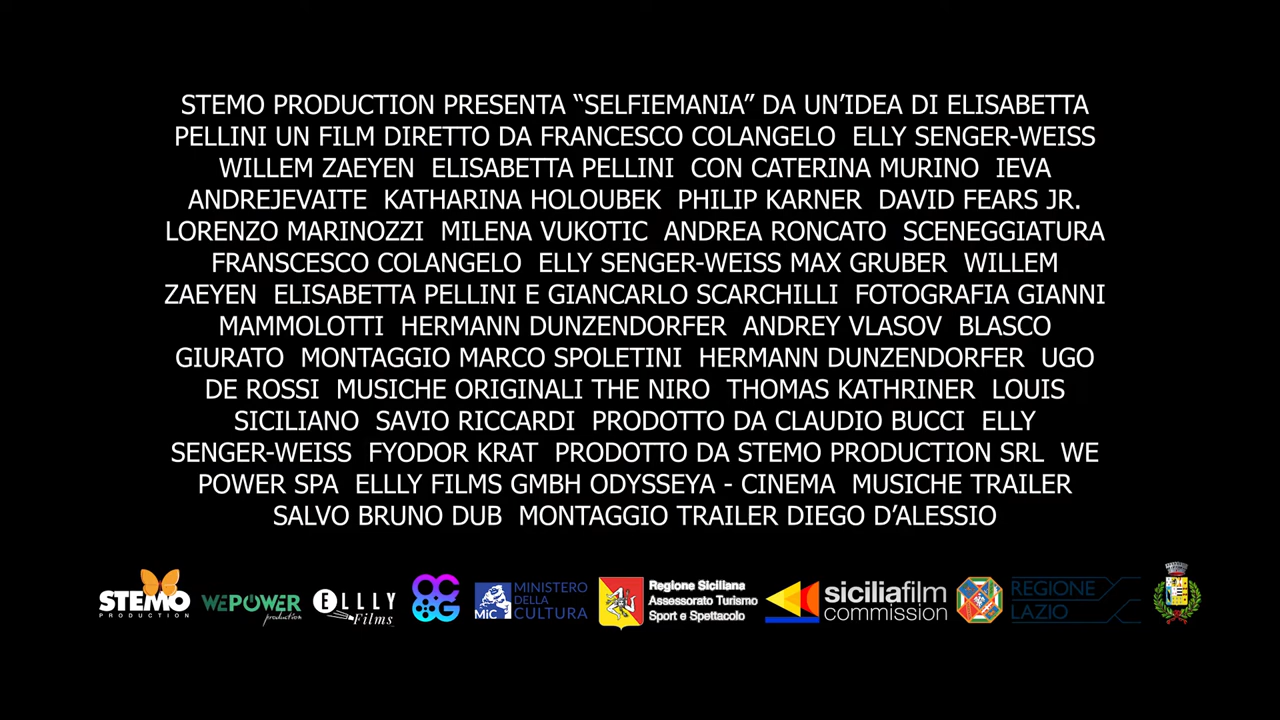 STEMO PRODUCTION PRESENTA “SELFIEMANIA” DA UN’IDEA DI ELISABETTA
PELLINI UN FILM DIRETTO DA FRANCESCO COLANGELO ELLY SENGER-WEISS
WILLEM ZAEYEN ELISABETTA PELLINI CON CATERINA MURINO IEVA
ANDREJEVAITE KATHARINA HOLOUBEK PHILIP KARNER DAVID FEARS JR.
LORENZO MARINOZZI MILENA VUKOTIC ANDREA RONCATO SCENEGGIATURA
FRANSCESCO COLANGELO ELLY SENGER-WEISS MAX GRUBER WILLEM
ZAEYEN ELISABETTA PELLINI E GIANCARLO SCARCHILLI FOTOGRAFIA GIANNI
MAMMOLOTTI HERMANN DUNZENDORFER ANDREY VLASOV BLASCO
GIURATO MONTAGGIO MARCO SPOLETINI HERMANN DUNZENDORFER UGO
DE ROSSI MUSICHE ORIGINALI THE NIRO THOMAS KATHRINER LOUIS
SICILIANO SAVIO RICCARDI PRODOTTO DA CLAUDIO BUCCI ELLY
SENGER-WEISS FYODOR KRAT PRODOTTO DA STEMO PRODUCTION SRL WE
POWER SPA ELLLY FILMS GMBH ODYSSEYA - CINEMA MUSICHE TRAILER
SALVO BRUNO DUB MONTAGGIO TRAILER DIEGO D’ALESSIO
STEMO
PRODUCTION
WEPOWER
production
ELLLY
Films
MiC
MINISTERO
DELLA
CULTURA
Regione Siciliana
Assessorato Turismo
Sport e Spettacolo
siciliafilm
commission
REGIONE
LAZIO